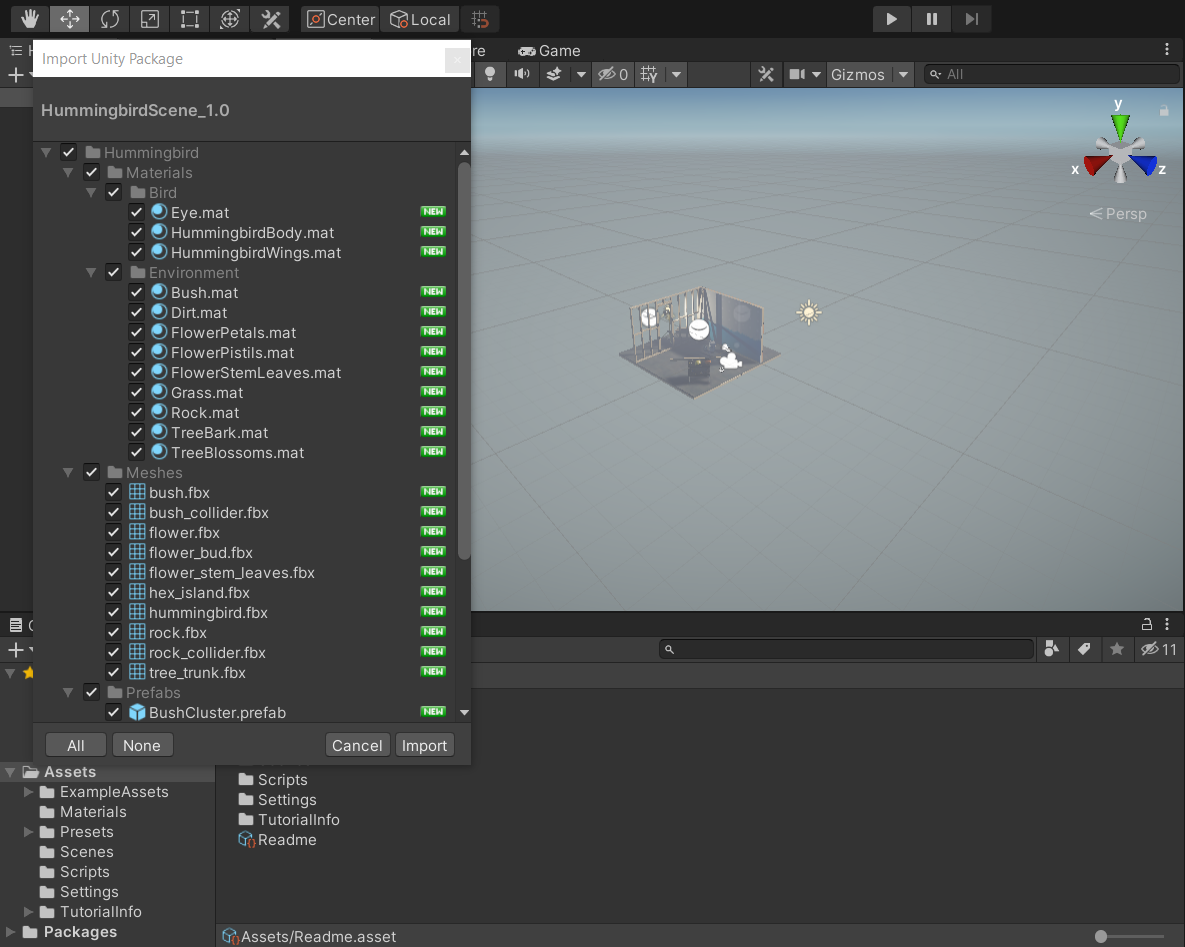 Center Local
Import Unity Package
re Game
0 Gizmos All
HummingbirdScene_1.0
y
x z
Persp
Hummingbird
Materials
Bird
Eye.mat NEW
HummingbirdBody.mat NEW
HummingbirdWings.mat NEW
Environment
Bush.mat NEW
Dirt.mat NEW
FlowerPetals.mat NEW
FlowerPistils.mat NEW
FlowerStemLeaves.mat NEW
Grass.mat NEW
Rock.mat NEW
TreeBark.mat NEW
TreeBlossoms.mat NEW
Meshes
bush.fbx NEW
bush_collider.fbx NEW
flower.fbx NEW
flower_bud.fbx NEW
flower_stem_leaves.fbx NEW
hex_island.fbx NEW
hummingbird.fbx NEW
rock.fbx NEW
rock_collider.fbx NEW
tree_trunk.fbx NEW
Prefabs
BushCluster.prefab NEW
All None Cancel Import
11
Assets
ExampleAssets
Materials
Presets
Scenes
Scripts
Settings
TutorialInfo
Packages
Scripts
Settings
TutorialInfo
Readme
Assets/Readme.asset